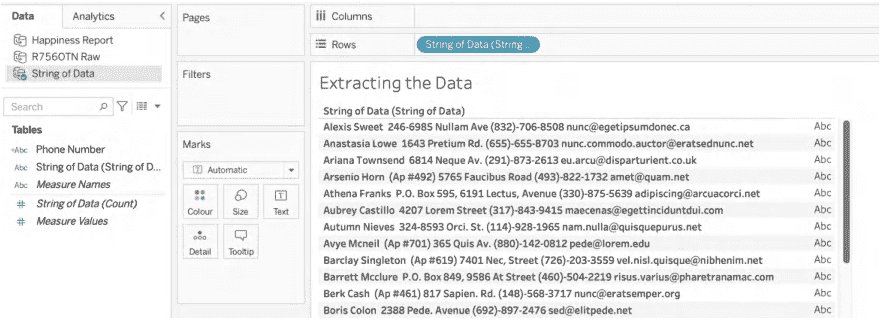 Data
Analytics
Happiness Report
R7560TN Raw
String of Data
Search
Tables
Phone Number
Abc String of Data (String of D...
Abc Measure Names
# String of Data (Count)
# Measure Values
Pages
Filters
Marks
Automatic
Colour Size Text
Detail Tooltip
Columns
Rows String of Data (String ..
Extracting the Data
String of Data (String of Data)
Alexis Sweet 246-6985 Nullam Ave (832)-706-8508 nunc@egetipsumdonec.ca Abc
Anastasia Lowe 1643 Pretium Rd. (655)-655-8703 nunc.commodo.auctor@eratsednunc.net Abc
Ariana Townsend 6814 Neque Av. (291)-873-2613 eu.arcu@disparturient.co.uk Abc
Arsenio Horn (Ap #492) 5765 Faucibus Road (493)-822-1732 amet@quam.net Abc
Athena Franks P.O. Box 595, 6191 Lectus, Avenue (330)-875-5639 adipiscing@arcuacorci.net Abc
Aubrey Castillo 4207 Lorem Street (317)-843-9415 maecenas@egettinciduntdui.com Abc
Autumn Nieves 324-8593 Orci. St. (114)-928-1965 nam.nulla@quisquepurus.net Abc
Avye Mcneil (Ap #701) 365 Quis Av. (880)-142-0812 pede@lorem.edu Abc
Barclay Singleton (Ap #619) 7401 Nec, Street (726)-203-3559 vel.nisl.quisque@nibhenim.net Abc
Barrett Mcclure P.O. Box 849, 9586 At Street (460)-504-2219 risus.varius@pharetranamac.com Abc
Berk Cash (Ap #461) 817 Sapien. Rd. (148)-568-3717 nunc@eratsemper.org Abc
Boris Colon 2388 Pede. Avenue (692)-897-2476 sed@elitpede.net Abc